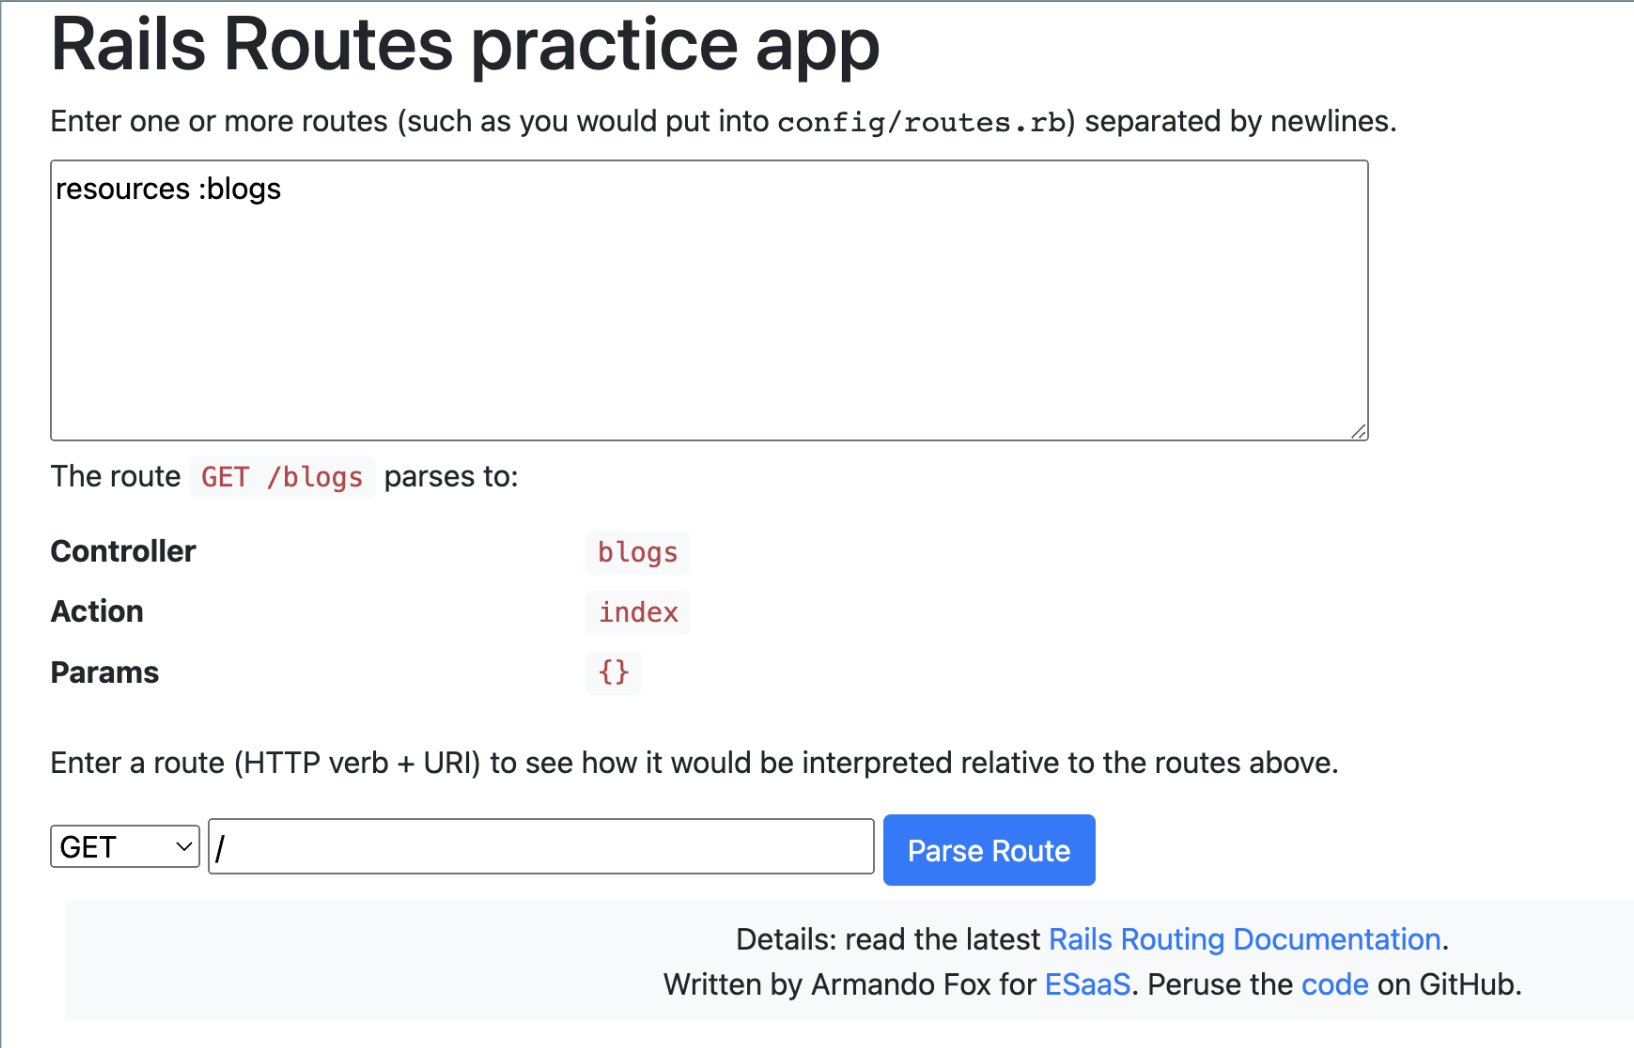 Rails Routes practice app
Enter one or more routes (such as you would put into config/routes.rb) separated by newlines.
resources :blogs
The route GET /blogs parses to:
Controller blogs
Action index
Params {}
Enter a route (HTTP verb + URI) to see how it would be interpreted relative to the routes above.
GET / Parse Route
Details: read the latest Rails Routing Documentation.
Written by Armando Fox for ESaaS. Peruse the code on GitHub.